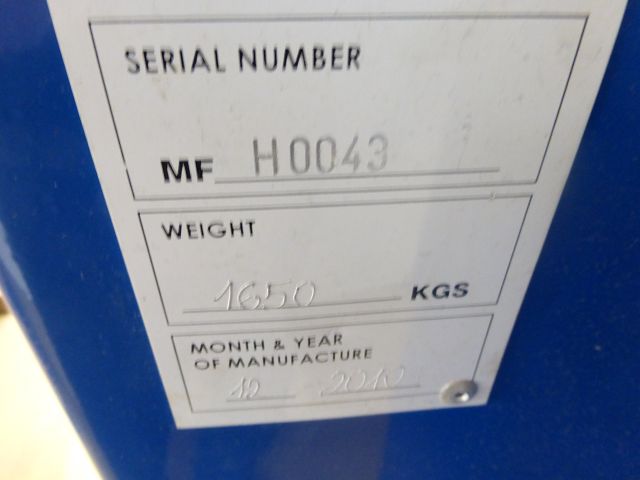 SERIAL NUMBER
MF H0043
WEIGHT
1650 KGS
MONTH & YEAR
OF MANUFACTURE
12 2010